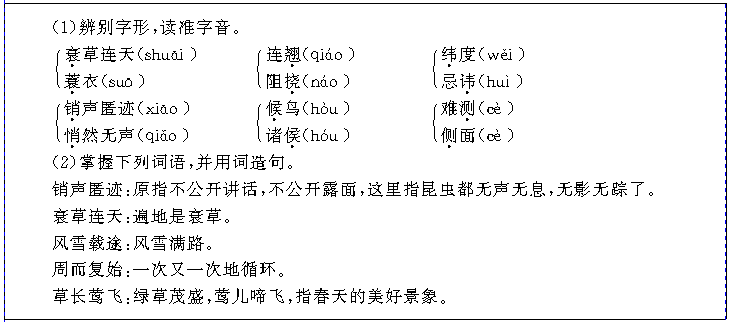 (1)辨别字形,读准字音。
衰草连天(shuāi) 连翘(qiáo) 纬度(wěi)
蓑衣(suō) 阻挠(náo) 忌讳(huì)
销声匿迹(xiāo) 候鸟(hòu) 难测(cè)
悄然无声(qiǎo) 诸侯(hóu) 侧面(cè)
(2)掌握下列词语,并用词造句。
销声匿迹:原指不公开讲话,不公开露面,这里指昆虫都无声无息,无影无踪了。
衰草连天:遍地是衰草。
风雪载途:风雪满路。
周而复始:一次又一次地循环。
草长莺飞:绿草茂盛,莺儿啼飞,指春天的美好景象。